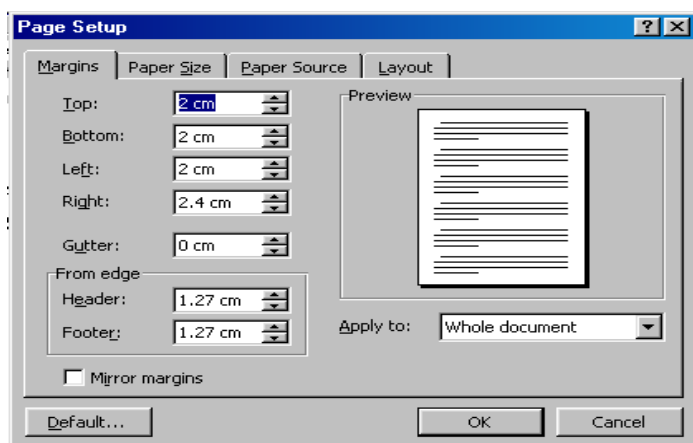 Page Setup
Margins Paper Size Paper Source Layout
Top: 2 cm
Preview
Bottom: 2 cm
Left: 2 cm
Right: 2.4 cm
Gutter: 0 cm
From edge
Header: 1.27 cm
Footer: 1.27 cm
Apply to: Whole document
Mirror margins
Default... OK Cancel